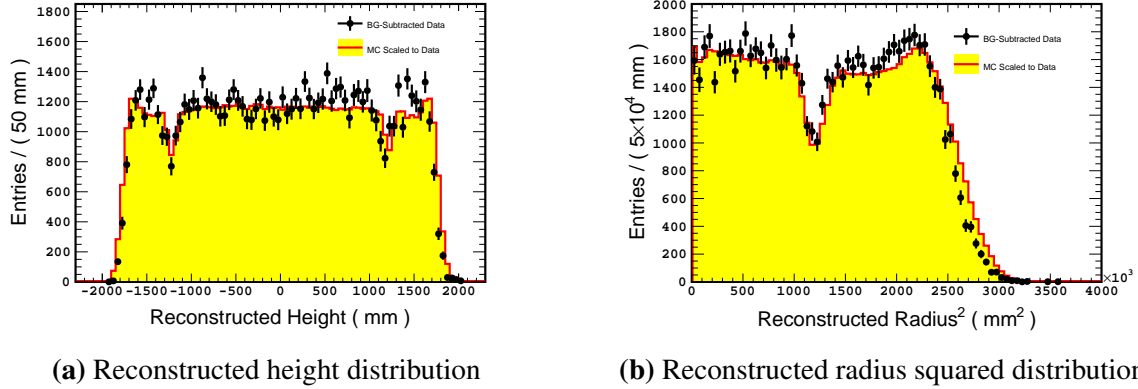 1800
1600
1400
1200
1000
800
600
400
200
0
Entries / ( 50 mm )
BG-Subtracted Data
MC Scaled to Data
−2000 −1500 −1000 −500 0 500 1000 1500 2000
Reconstructed Height ( mm )
(a) Reconstructed height distribution
2000
1800
1600
1400
1200
1000
800
600
400
200
0
Entries / ( 5×10⁴ mm )
BG-Subtracted Data
MC Scaled to Data
0 500 1000 1500 2000 2500 3000 3500 4000
×10³
Reconstructed Radius² ( mm² )
(b) Reconstructed radius squared distribution